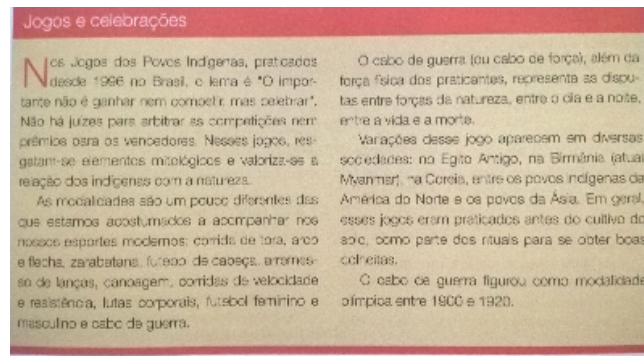 Jogos e celebrações
Nos Jogos dos Povos Indígenas, praticados
desde 1996 no Brasil, o lema é "O impor-
tante não é ganhar nem competir, mas celebrar".
Não há juízes para arbitrar as competições nem
prêmios para os vencedores. Nesses jogos, res-
gatam-se elementos mitológicos e valoriza-se a
relação dos indígenas com a natureza.
As modalidades são um pouco diferentes das
que estamos acostumados a acompanhar nos
nossos esportes modernos: corrida de tora, arco
e flecha, zarabatana, futebol de cabeça, arremes-
so de lanças, canoagem, corridas de velocidade
e resistência, lutas corporais, futebol feminino e
masculino e cabo de guerra.
O cabo de guerra (ou cabo de força), além da
força física dos praticantes, representa as dispu-
tas entre forças da natureza, entre o dia e a noite,
entre a vida e a morte.
Variações desse jogo aparecem em diversas
sociedades: no Egito Antigo, na Birmânia (atual
Myanmar), na Coreia, entre os povos indígenas da
América do Norte e os povos da Ásia. Em geral,
esses jogos eram praticados antes do cultivo do
solo, como parte dos rituais para se obter boas
colheitas.
O cabo de guerra figurou como modalidade
olímpica entre 1900 e 1920.